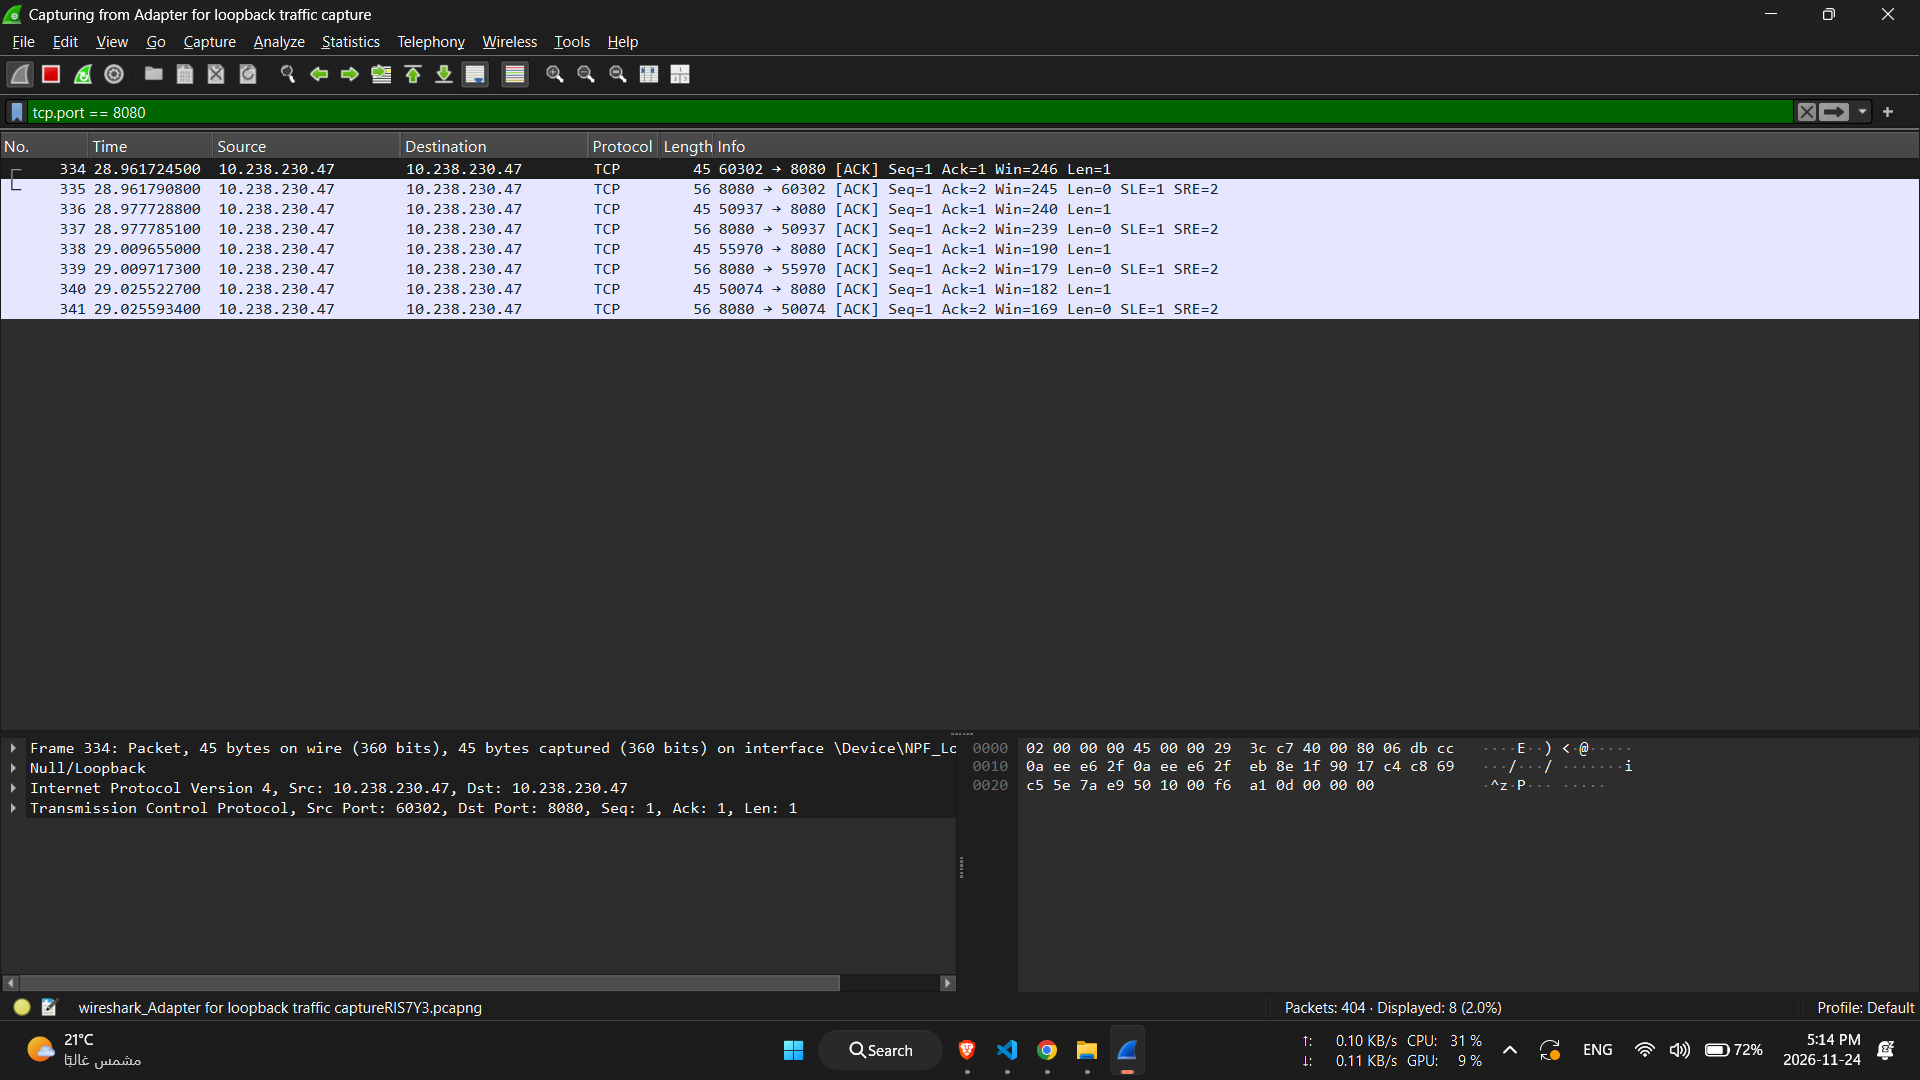 Capturing from Adapter for loopback traffic capture
File Edit View Go Capture Analyze Statistics Telephony Wireless Tools Help
tcp.port == 8080
No. Time Source Destination Protocol Length Info
334 28.961724500 10.238.230.47 10.238.230.47 TCP 45 60302 → 8080 [ACK] Seq=1 Ack=1 Win=246 Len=1
335 28.961790800 10.238.230.47 10.238.230.47 TCP 56 8080 → 60302 [ACK] Seq=1 Ack=2 Win=245 Len=0 SLE=1 SRE=2
336 28.977728800 10.238.230.47 10.238.230.47 TCP 45 50937 → 8080 [ACK] Seq=1 Ack=1 Win=240 Len=1
337 28.977785100 10.238.230.47 10.238.230.47 TCP 56 8080 → 50937 [ACK] Seq=1 Ack=2 Win=239 Len=0 SLE=1 SRE=2
338 29.009655000 10.238.230.47 10.238.230.47 TCP 45 55970 → 8080 [ACK] Seq=1 Ack=1 Win=190 Len=1
339 29.009717300 10.238.230.47 10.238.230.47 TCP 56 8080 → 55970 [ACK] Seq=1 Ack=2 Win=179 Len=0 SLE=1 SRE=2
340 29.025522700 10.238.230.47 10.238.230.47 TCP 45 50074 → 8080 [ACK] Seq=1 Ack=1 Win=182 Len=1
341 29.025593400 10.238.230.47 10.238.230.47 TCP 56 8080 → 50074 [ACK] Seq=1 Ack=2 Win=169 Len=0 SLE=1 SRE=2
Frame 334: Packet, 45 bytes on wire (360 bits), 45 bytes captured (360 bits) on interface \Device\NPF_Lo
Null/Loopback
Internet Protocol Version 4, Src: 10.238.230.47, Dst: 10.238.230.47
Transmission Control Protocol, Src Port: 60302, Dst Port: 8080, Seq: 1, Ack: 1, Len: 1
0000 02 00 00 00 45 00 00 29 3c c7 40 00 80 06 db cc ····E··) <·@·····
0010 0a ee e6 2f 0a ee e6 2f eb 8e 1f 90 17 c4 c8 69 ···/···/ ·······i
0020 c5 5e 7a e9 50 10 00 f6 a1 0d 00 00 00 ·^z·P··· ·····
wireshark_Adapter for loopback traffic captureRIS7Y3.pcapng
Packets: 404 · Displayed: 8 (2.0%)
Profile: Default
21°C
مشمس غالبًا
Search
↑: 0.10 KB/s CPU: 31 %
↓: 0.11 KB/s GPU: 9 %
ENG
72%
5:14 PM
2026-11-24